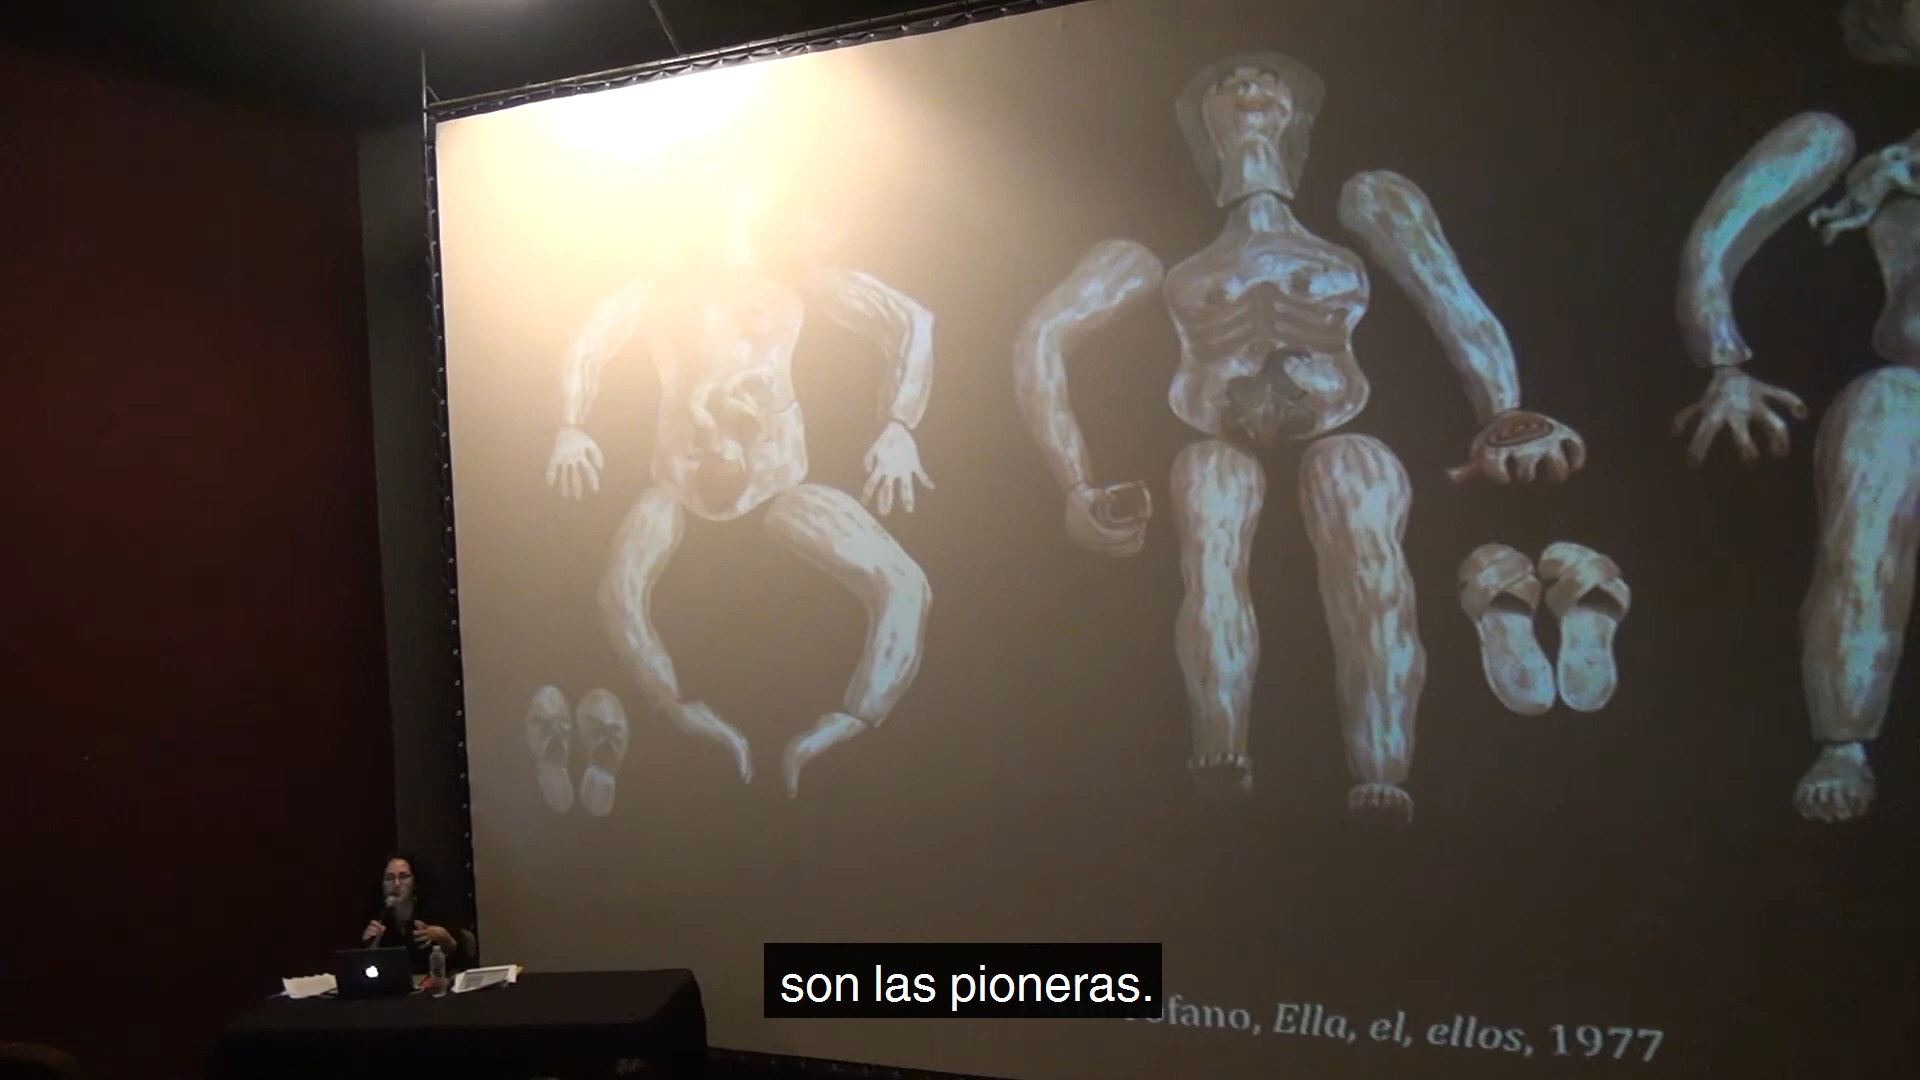 son las pioneras.
ofano, Ella, el, ellos, 1977